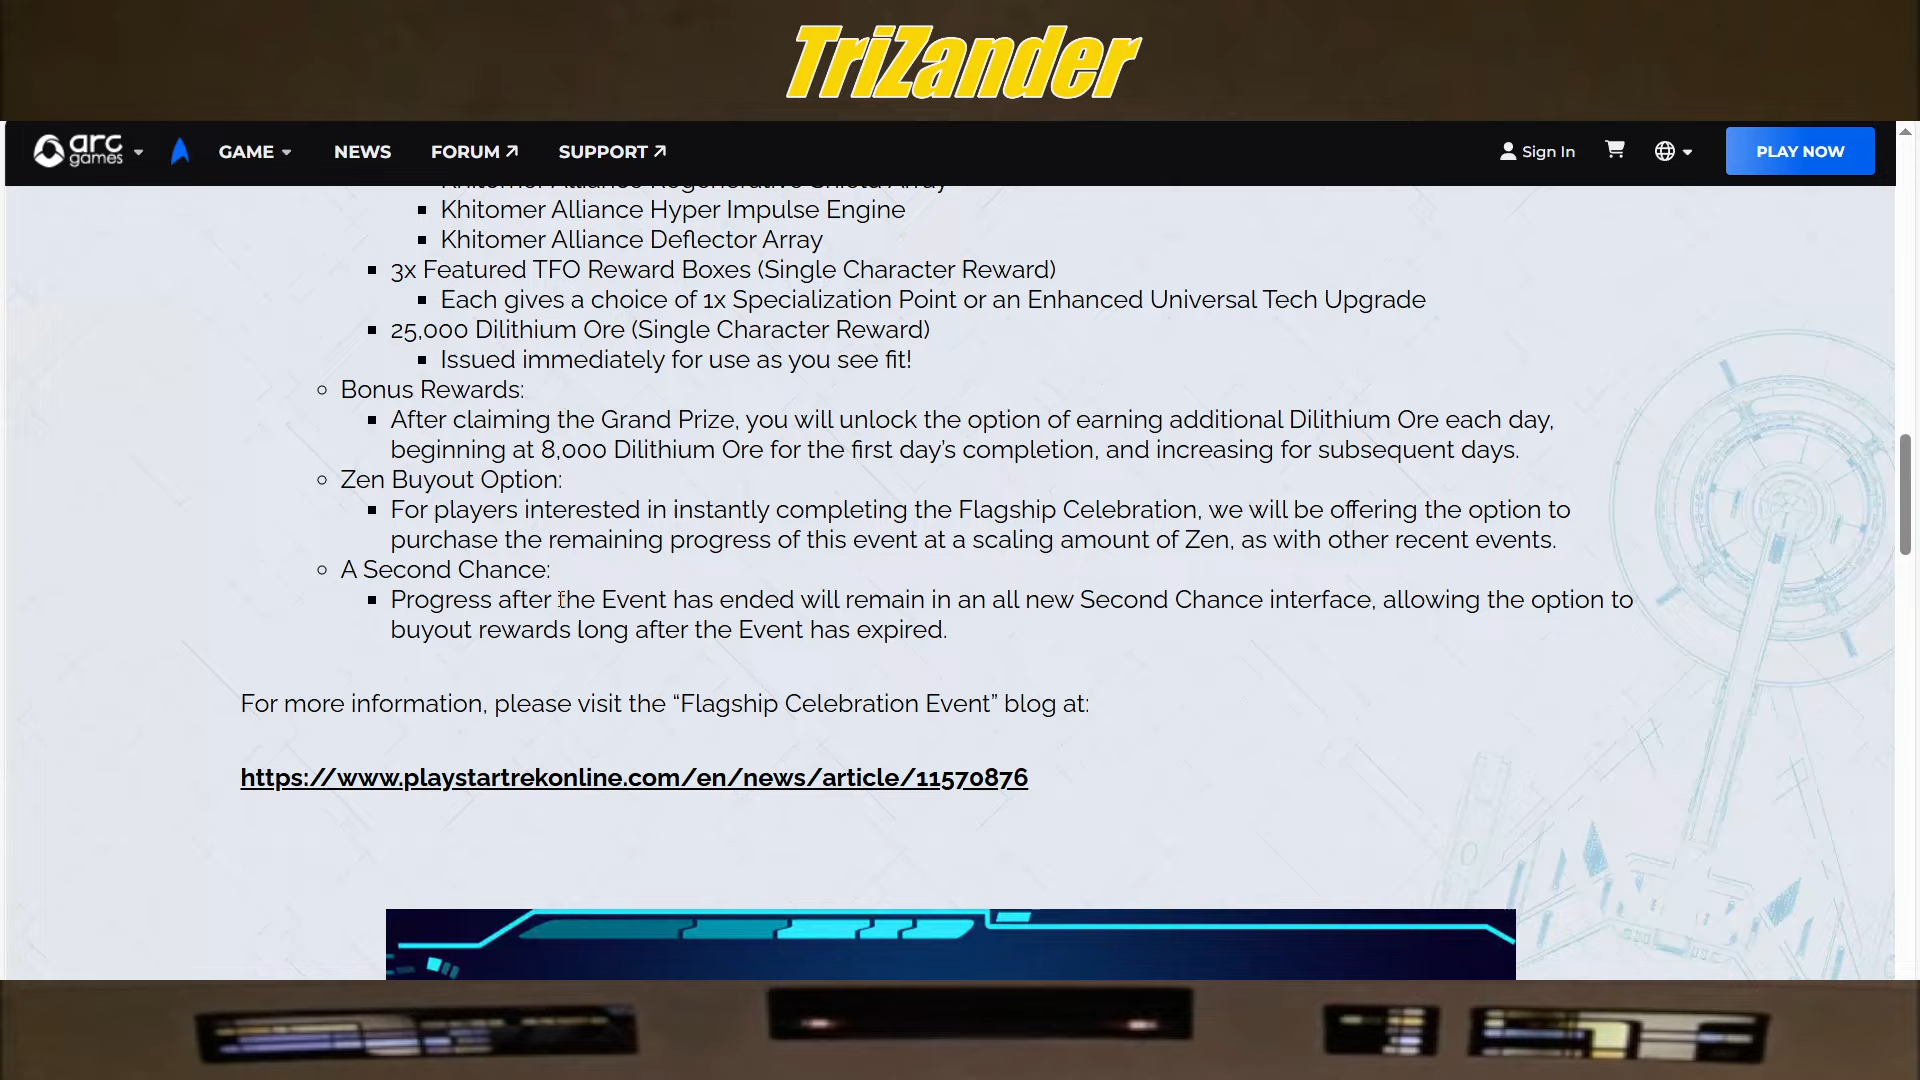 TriZander
arc games
GAME
NEWS
FORUM
SUPPORT
Sign In
PLAY NOW
Khitomer Alliance Regenerative Shield Array
Khitomer Alliance Hyper Impulse Engine
Khitomer Alliance Deflector Array
3x Featured TFO Reward Boxes (Single Character Reward)
Each gives a choice of 1x Specialization Point or an Enhanced Universal Tech Upgrade
25,000 Dilithium Ore (Single Character Reward)
Issued immediately for use as you see fit!
Bonus Rewards:
After claiming the Grand Prize, you will unlock the option of earning additional Dilithium Ore each day,
beginning at 8,000 Dilithium Ore for the first day’s completion, and increasing for subsequent days.
Zen Buyout Option:
For players interested in instantly completing the Flagship Celebration, we will be offering the option to
purchase the remaining progress of this event at a scaling amount of Zen, as with other recent events.
A Second Chance:
Progress after the Event has ended will remain in an all new Second Chance interface, allowing the option to
buyout rewards long after the Event has expired.
For more information, please visit the “Flagship Celebration Event” blog at:
https://www.playstartrekonline.com/en/news/article/11570876